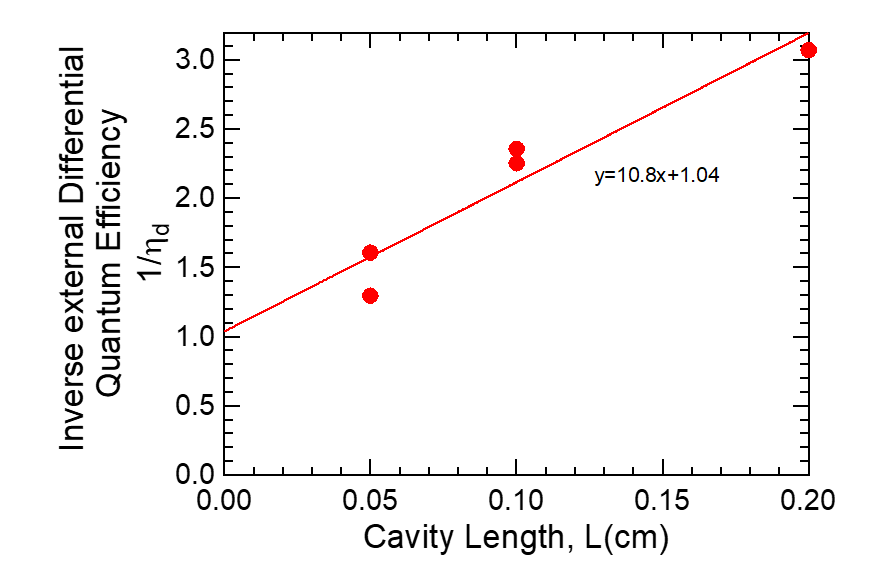 Inverse external Differential
Quantum Efficiency
1/ηd
3.0
2.5
2.0
1.5
1.0
0.5
0.0
y=10.8x+1.04
0.00
0.05
0.10
0.15
0.20
Cavity Length, L(cm)